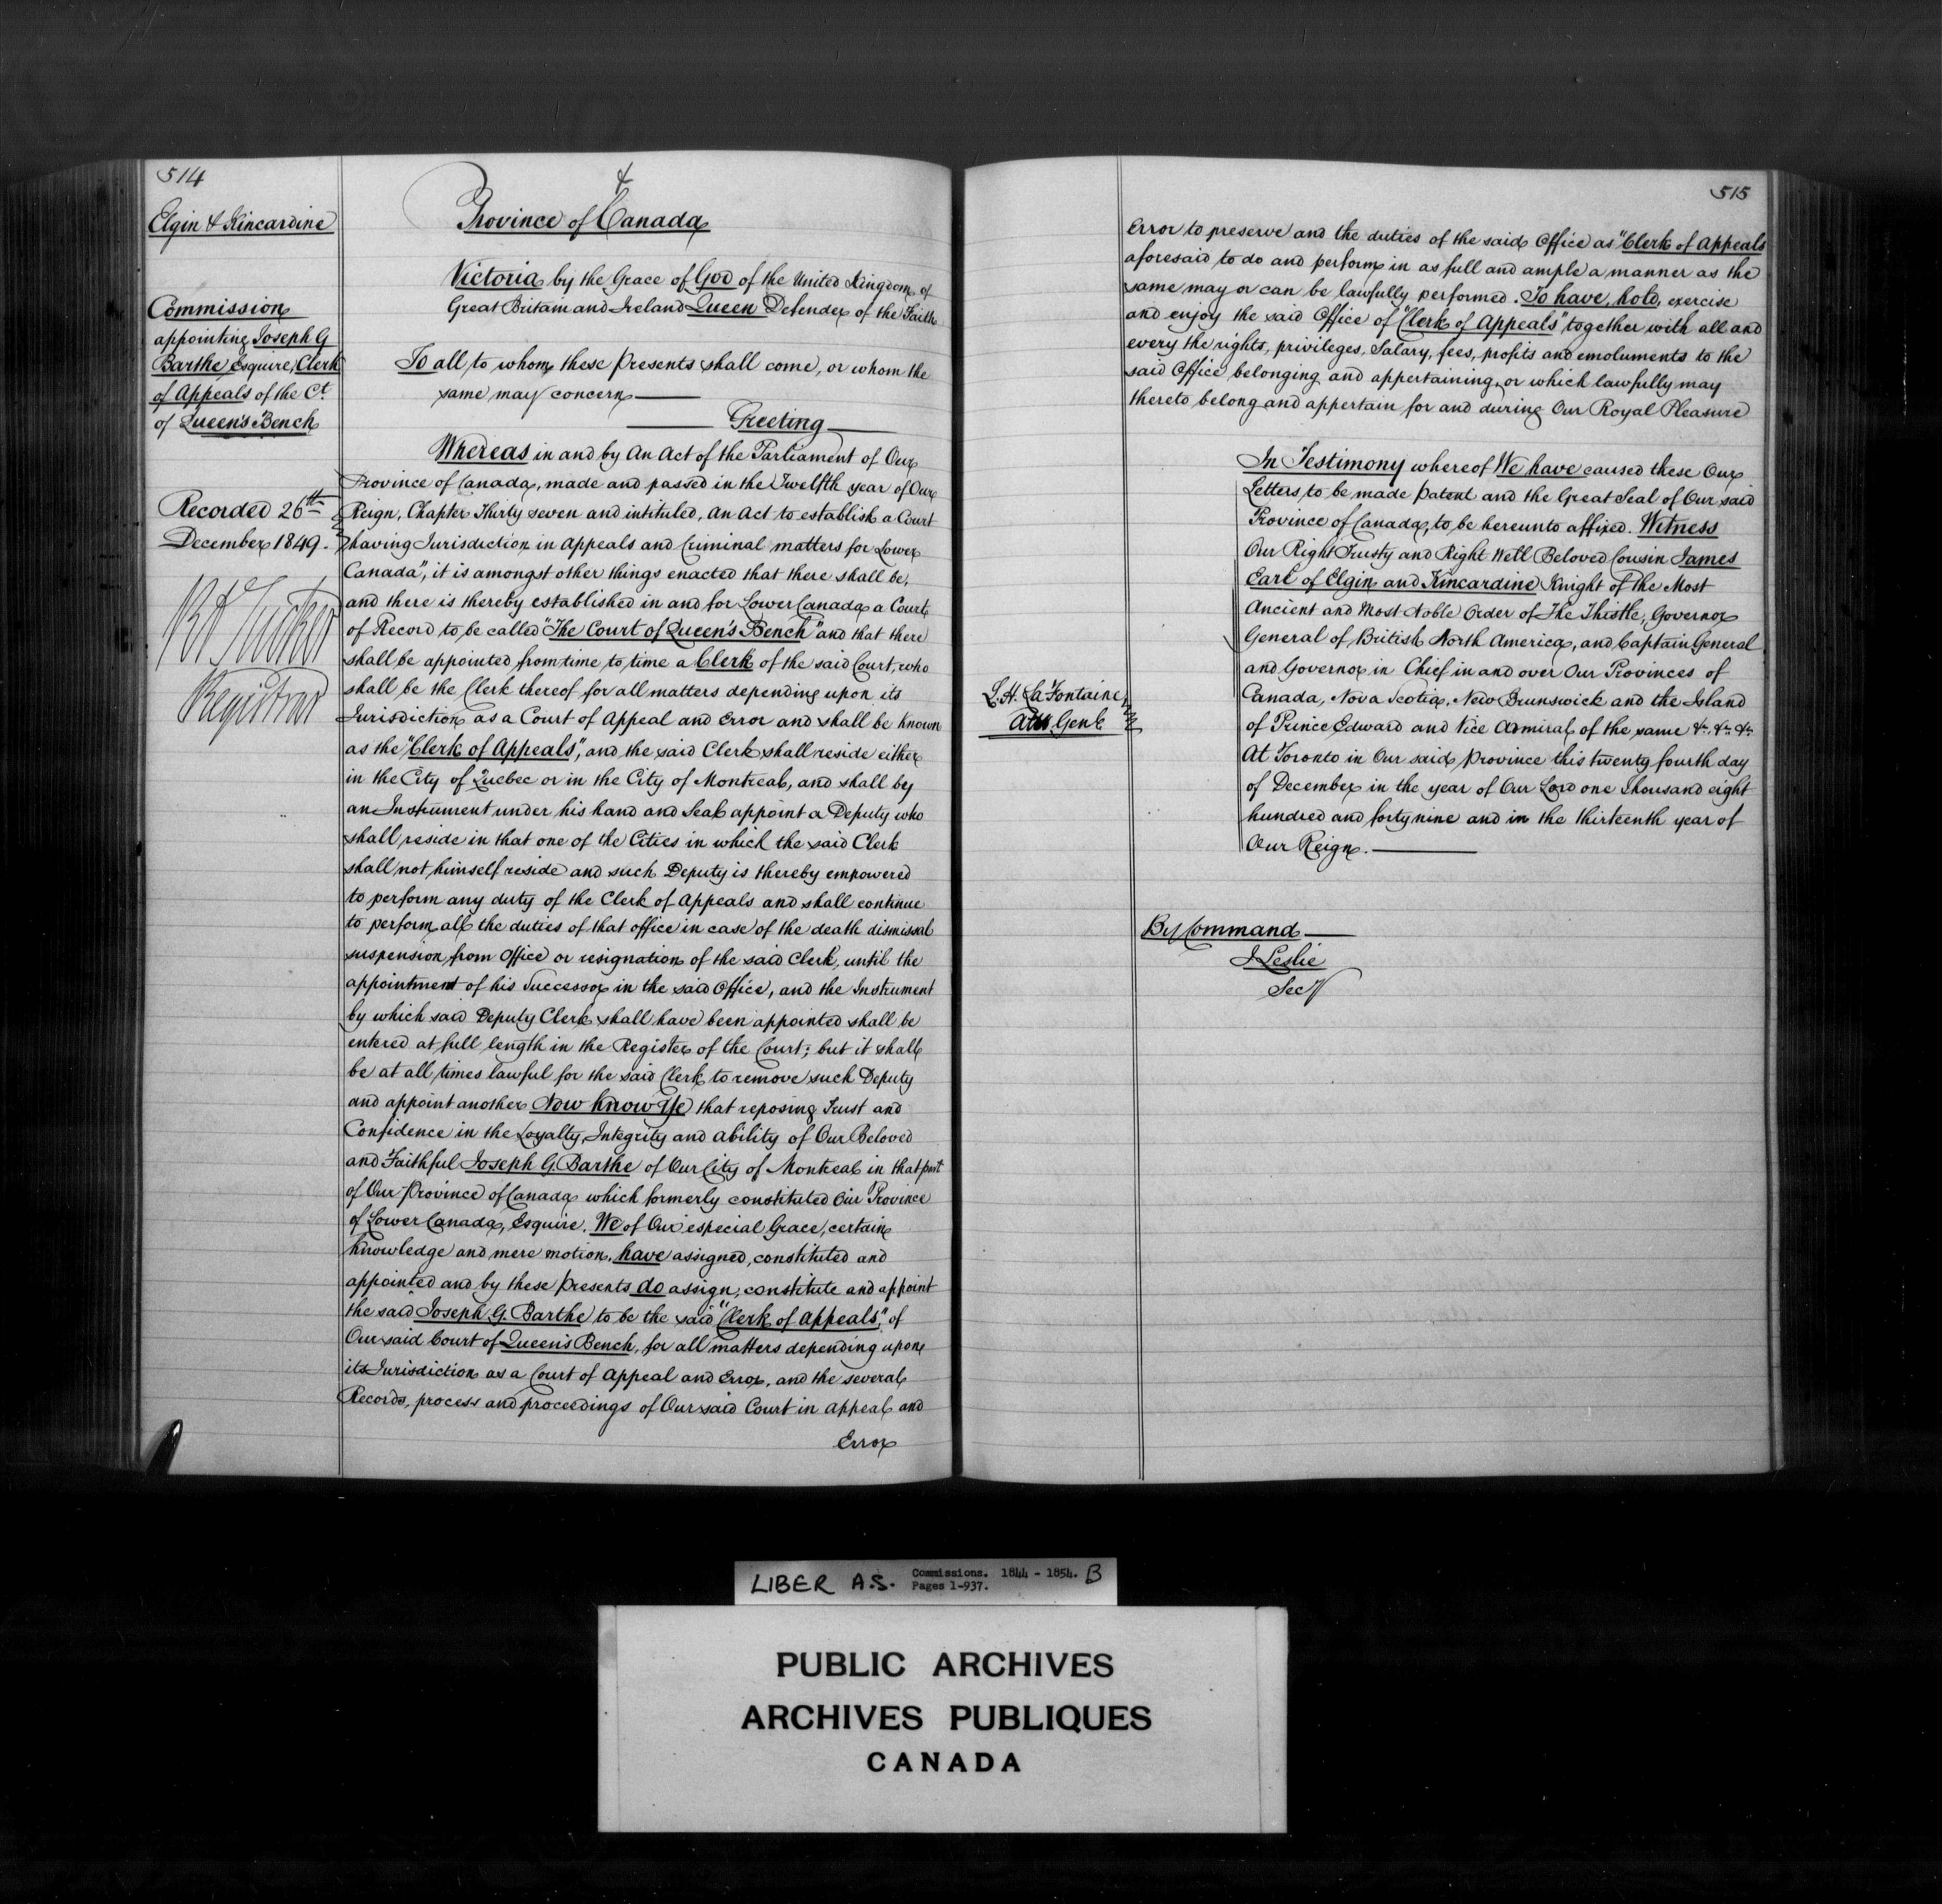 514
Elgin & Kincardine
Commission
appointing Joseph G
Barthe Esquire, Clerk
of Appeals of the Ct
of Queen's Bench
Recorded 26th
December 1849.
R A Tucker
Registrar
Province of Canada
Victoria by the Grace of God of the United Kingdom of
Great Britain and Ireland Queen Defender of the Faith
To all to whom these Presents shall come, or whom the
same may concern
Greeting
Whereas in and by an Act of the Parliament of Our
Province of Canada, made and passed in the Twelfth year of Our
Reign, Chapter Thirty seven and intituled, An Act to establish a Court
having Jurisdiction in Appeals and Criminal matters for Lower
Canada", it is amongst other things enacted that there shall be,
and there is thereby established in and for Lower Canada a Court
of Record to be called "The Court of Queen's Bench" and that there
shall be appointed from time to time a Clerk of the said Court, who
shall be the Clerk thereof for all matters depending upon its
Jurisdiction as a Court of Appeal and Error and shall be known
as the "Clerk of Appeals", and the said Clerk shall reside either
in the City of Quebec or in the City of Montreal, and shall by
an Instrument under his hand and Seal appoint a Deputy who
shall reside in that one of the Cities in which the said Clerk
shall not himself reside and such Deputy is thereby empowered
to perform any duty of the Clerk of Appeals and shall continue
to perform all the duties of that office in case of the death dismissal
suspension from Office or resignation of the said Clerk, until the
appointment of his Successor in the said Office, and the Instrument
by which said Deputy Clerk shall have been appointed shall be
entered at full length in the Register of the Court; but it shall
be at all times lawful for the said Clerk to remove such Deputy
and appoint another Now Know Ye that reposing Trust and
Confidence in the Loyalty, Integrity and Ability of Our Beloved
and Faithful Joseph G. Barthe of Our City of Montreal in that part
of Our Province of Canada which formerly constituted Our Province
of Lower Canada, Esquire. We of Our especial Grace, certain
knowledge and mere motion, have assigned, constituted and
appointed and by these presents do assign, constitute and appoint
the said Joseph G. Barthe to be the said "Clerk of Appeals," of
Our said Court of Queen's Bench, for all matters depending upon
its Jurisdiction as a Court of Appeal and Error, and the several
Records, process and proceedings of Our said Court in Appeal and
Error
515
Error to preserve and the duties of the said Office as "Clerk of Appeals
aforesaid to do and perform in as full and ample a manner as the
same may or can be lawfully performed. To have, hold, exercise
and enjoy the said Office of "Clerk of Appeals" together with all and
every the rights, privileges, Salary, fees, profits and emoluments to the
said Office belonging and appertaining, or which lawfully may
thereto belong and appertain for and during Our Royal Pleasure
In Testimony whereof We have caused these Our
Letters, to be made Patent and the Great Seal of Our said
Province of Canada, to be hereunto affixed. Witness
Our Right Trusty and Right Well Beloved Cousin James
Earl of Elgin and Kincardine Knight of the Most
Ancient and Most Noble Order of The Thistle, Governor
General of British North America, and Captain General
and Governor in Chief in and over Our Provinces of
Canada, Nova Scotia, New Brunswick and the Island
of Prince Edward and Vice Admiral of the same &c. &c. &c.
At Toronto in Our said Province this twenty fourth day
of December in the year of Our Lord one Thousand eight
hundred and forty nine and in the thirteenth year of
Our Reign.
L. H. La Fontaine
Att Genl
By Command
J Leslie
Secy
LIBER A.S. Commissions. 1844 - 1854. B
Pages 1-937.
PUBLIC ARCHIVES
ARCHIVES PUBLIQUES
CANADA